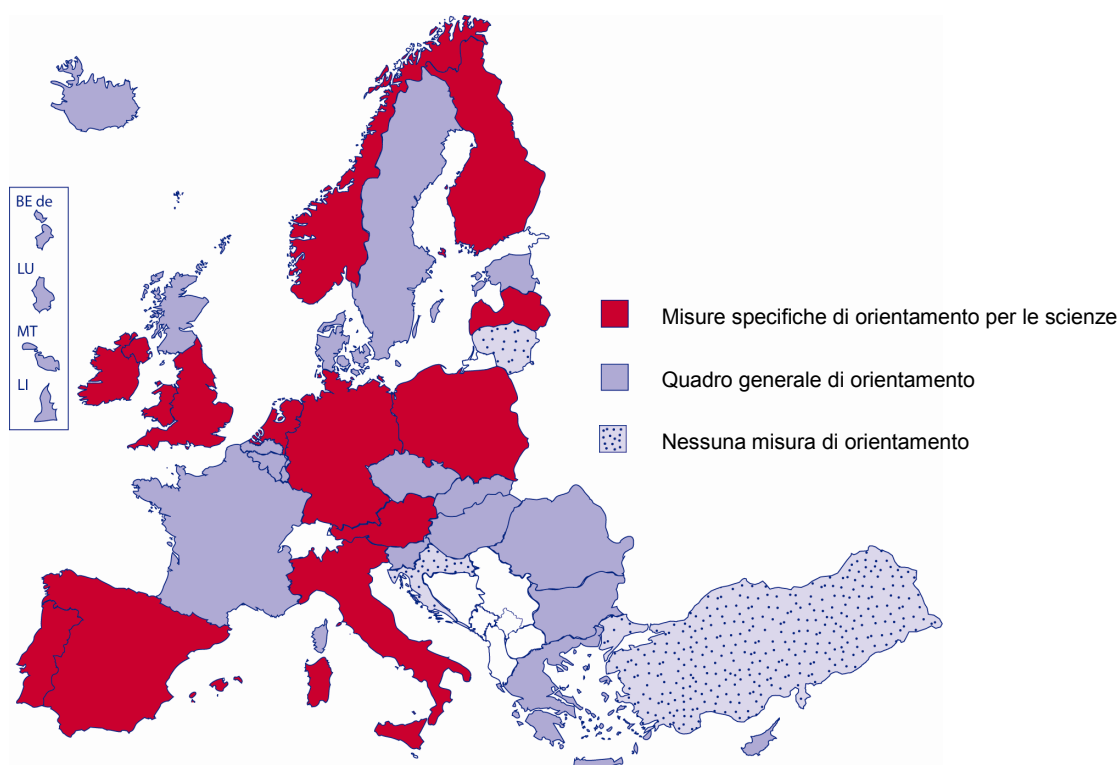 BE de
LU
MT
LI
Misure specifiche di orientamento per le scienze
Quadro generale di orientamento
Nessuna misura di orientamento